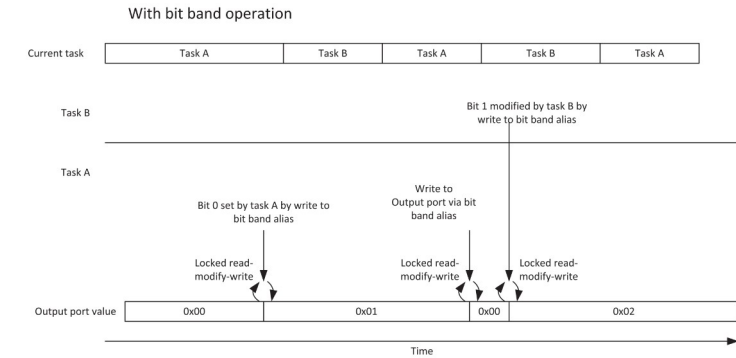 With bit band operation
Current task
Task A
Task B
Task A
Task B
Task A
Task B
Bit 1 modified by task B by
write to bit band alias
Task A
Bit 0 set by task A by write to
bit band alias
Write to
Output port via bit
band alias
Locked read-
modify-write
Locked read-
modify-write
Locked read-
modify-write
Output port value
0x00
0x01
0x00
0x02
Time